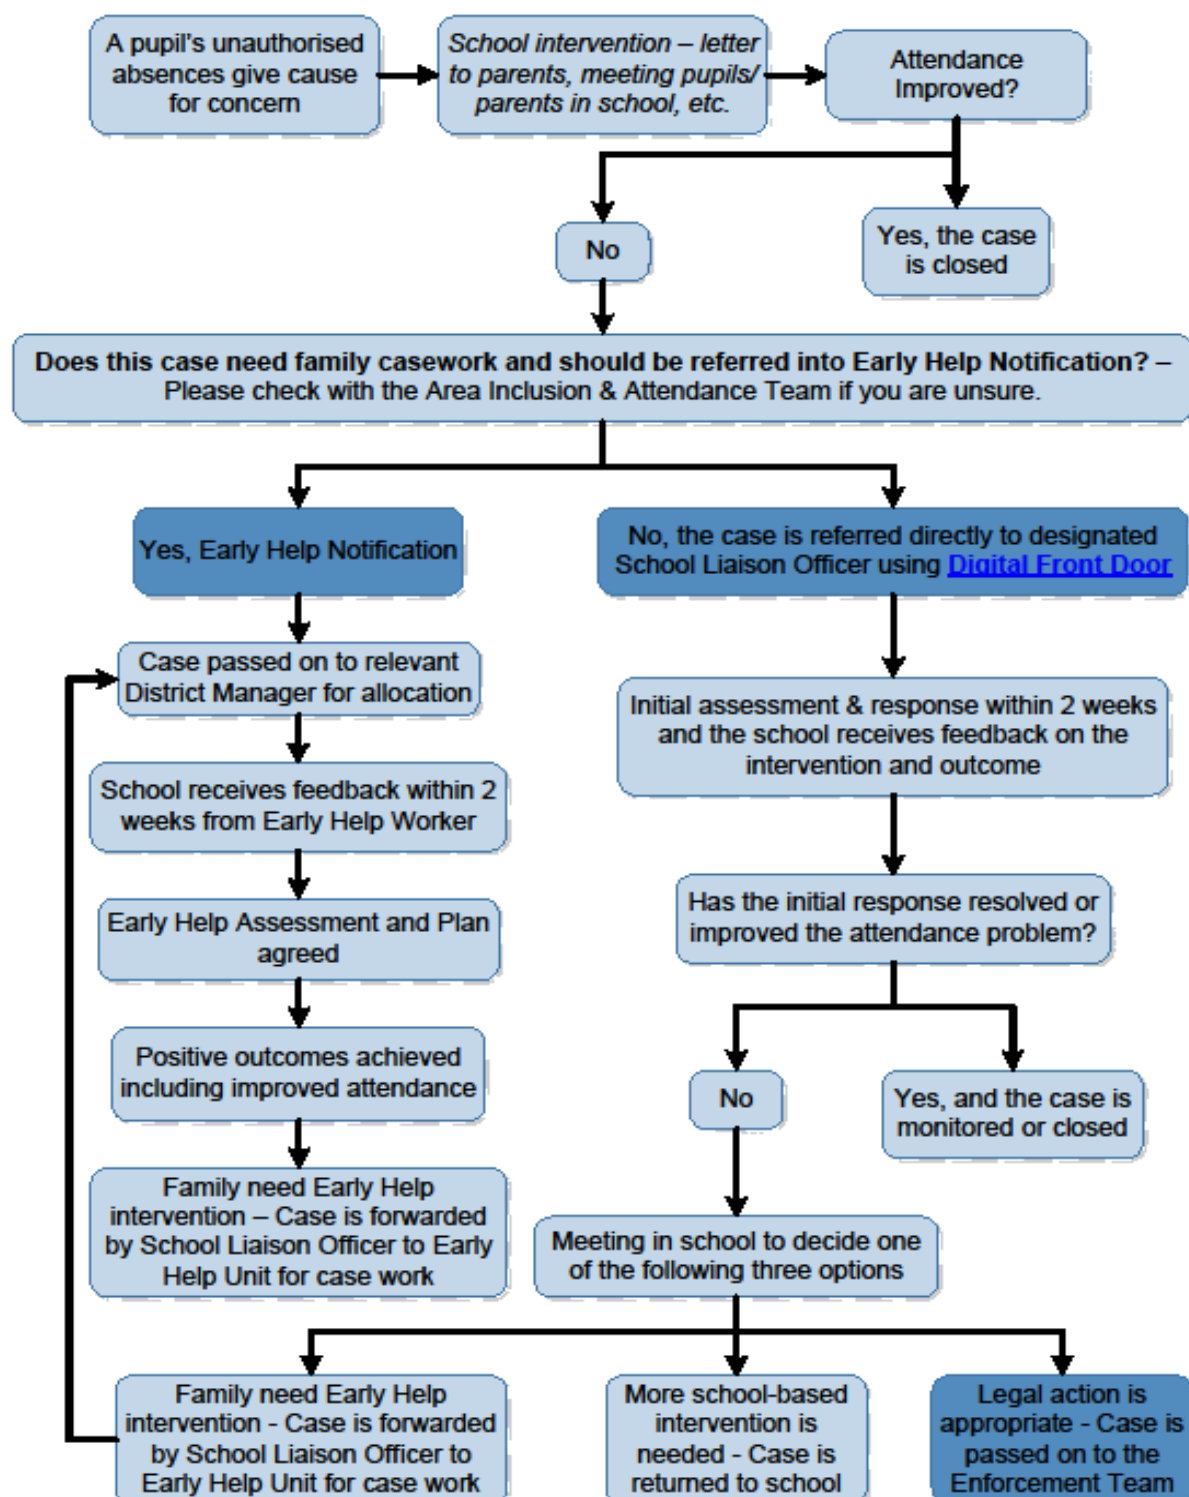 A pupil's unauthorised
absences give cause
for concern
School intervention – letter
to parents, meeting pupils/
parents in school, etc.
Attendance
Improved?
No
Yes, the case
is closed
Does this case need family casework and should be referred into Early Help Notification? –
Please check with the Area Inclusion & Attendance Team if you are unsure.
Yes, Early Help Notification
No, the case is referred directly to designated
School Liaison Officer using Digital Front Door
Case passed on to relevant
District Manager for allocation
School receives feedback within 2
weeks from Early Help Worker
Early Help Assessment and Plan
agreed
Positive outcomes achieved
including improved attendance
Family need Early Help
intervention – Case is forwarded
by School Liaison Officer to Early
Help Unit for case work
Initial assessment & response within 2 weeks
and the school receives feedback on the
intervention and outcome
Has the initial response resolved or
improved the attendance problem?
No
Yes, and the case is
monitored or closed
Meeting in school to decide one
of the following three options
Family need Early Help
intervention - Case is forwarded
by School Liaison Officer to
Early Help Unit for case work
More school-based
intervention is
needed - Case is
returned to school
Legal action is
appropriate - Case is
passed on to the
Enforcement Team